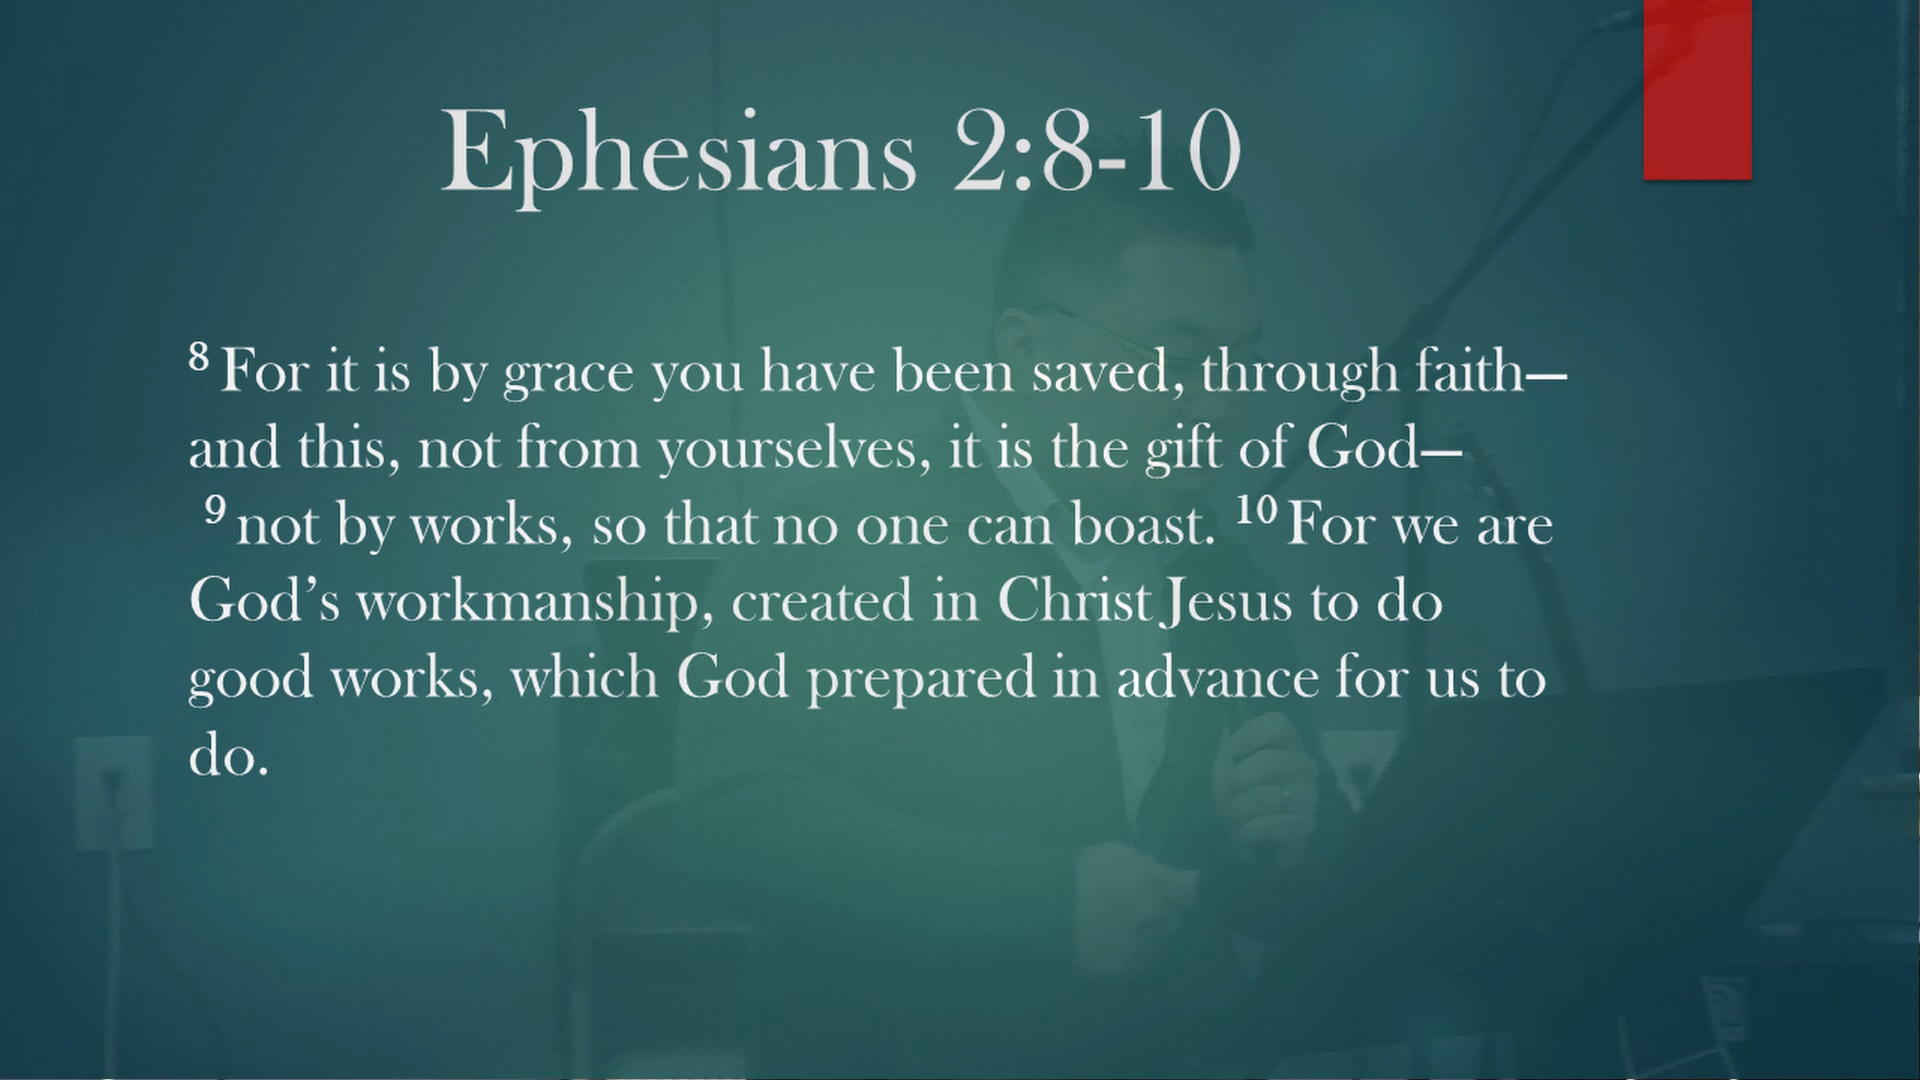 Ephesians 2:8-10
8 For it is by grace you have been saved, through faith—
and this, not from yourselves, it is the gift of God—
9 not by works, so that no one can boast. 10 For we are
God’s workmanship, created in Christ Jesus to do
good works, which God prepared in advance for us to
do.